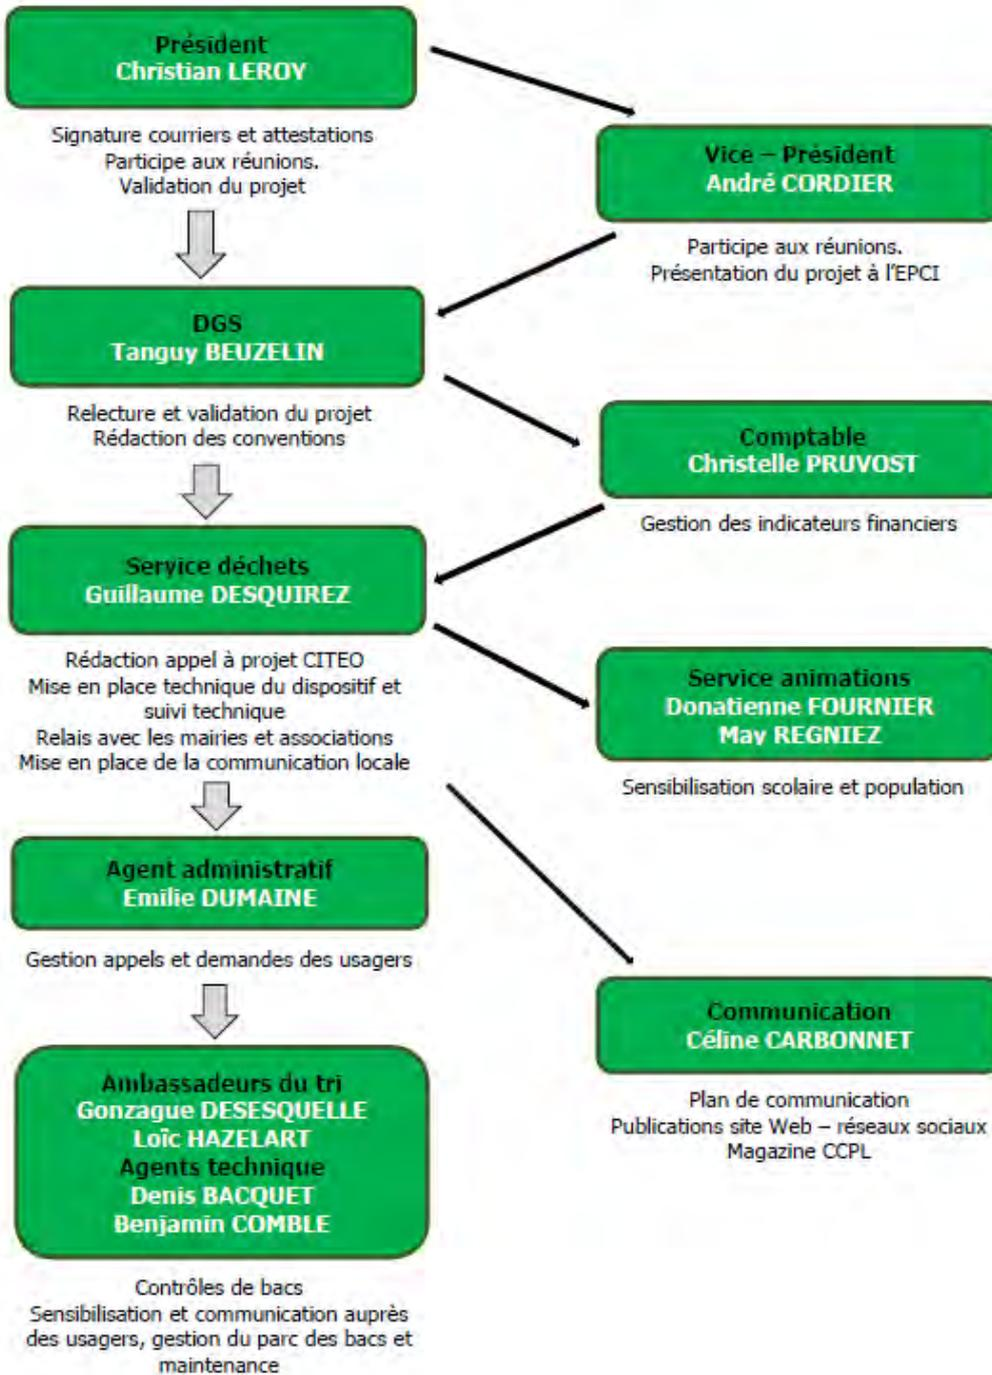 Président
Christian LEROY
Signature courriers et attestations
Participe aux réunions.
Validation du projet
Vice – Président
André CORDIER
Participe aux réunions.
Présentation du projet à l'EPCI
DGS
Tanguy BEUZELIN
Relecture et validation du projet
Rédaction des conventions
Comptable
Christelle PRUVOST
Gestion des indicateurs financiers
Service déchets
Guillaume DESQUIREZ
Rédaction appel à projet CITEO
Mise en place technique du dispositif et
suivi technique
Relais avec les mairies et associations
Mise en place de la communication locale
Service animations
Donatienne FOURNIER
May REGNIEZ
Sensibilisation scolaire et population
Agent administratif
Emilie DUMAINE
Gestion appels et demandes des usagers
Communication
Céline CARBONNET
Plan de communication
Publications site Web – réseaux sociaux
Magazine CCPL
Ambassadeurs du tri
Gonzague DESESQUELLE
Loïc HAZELART
Agents technique
Denis BACQUET
Benjamin COMBLE
Contrôles de bacs
Sensibilisation et communication auprès
des usagers, gestion du parc des bacs et
maintenance